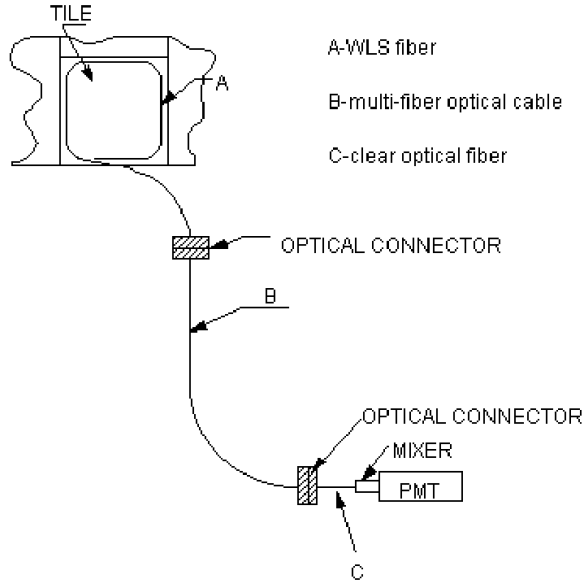 TILE
A-WLS fiber
A
B-multi-fiber optical cable
C-clear optical fiber
OPTICAL CONNECTOR
B
OPTICAL CONNECTOR
MIXER
PMT
C